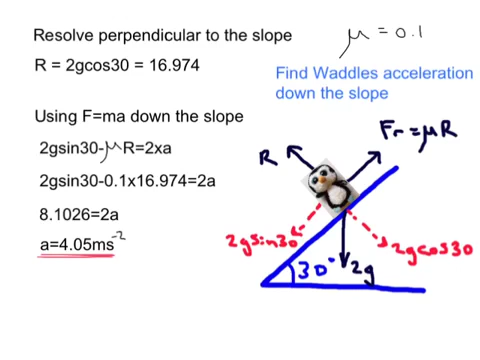 Resolve perpendicular to the slope
R = 2gcos30 = 16.974
μ = 0.1
Find Waddles acceleration
down the slope
Using F=ma down the slope
2gsin30-μR=2xa
2gsin30-0.1x16.974=2a
8.1026=2a
a=4.05ms⁻²
R
Fr=μR
2gsin30
2gcos30
30°
2g